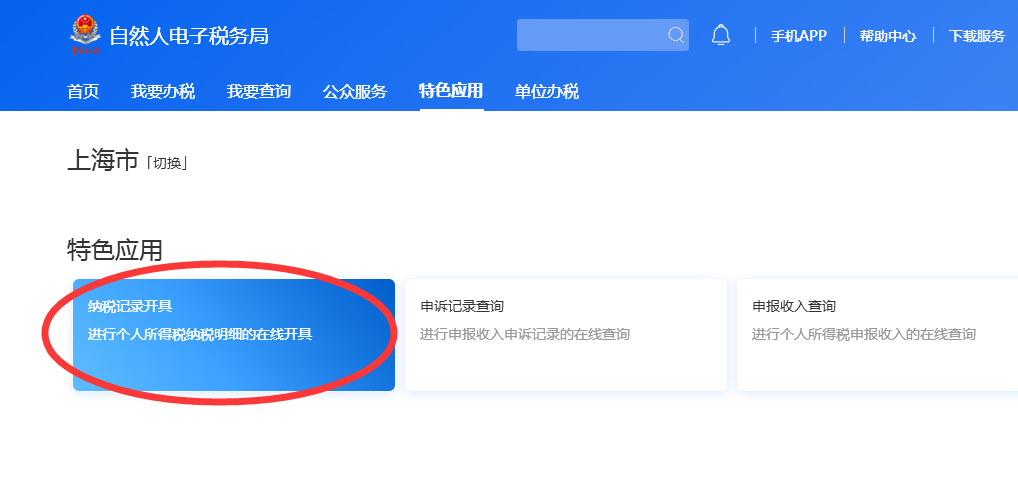 自然人电子税务局
手机APP
帮助中心
下载服务
首页
我要办税
我要查询
公众服务
特色应用
单位办税
上海市「切换」
特色应用
纳税记录开具
进行个人所得税纳税明细的在线开具
申诉记录查询
进行申报收入申诉记录的在线查询
申报收入查询
进行个人所得税申报收入的在线查询